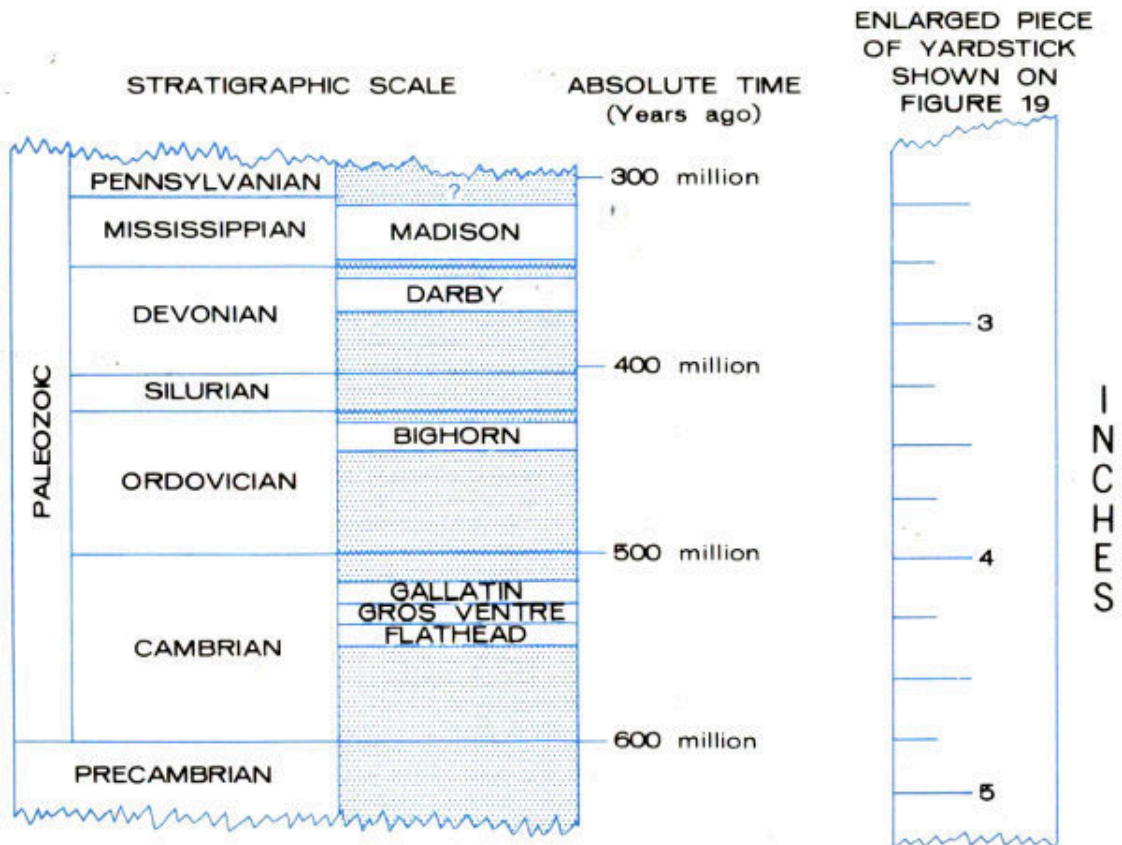 STRATIGRAPHIC SCALE
ABSOLUTE TIME
(Years ago)
ENLARGED PIECE
OF YARDSTICK
SHOWN ON
FIGURE 19
PALEOZOIC
PENNSYLVANIAN
MISSISSIPPIAN
DEVONIAN
SILURIAN
ORDOVICIAN
CAMBRIAN
PRECAMBRIAN
?
MADISON
DARBY
BIGHORN
GALLATIN
GROS VENTRE
FLATHEAD
300 million
400 million
500 million
600 million
3
4
5
INCHES